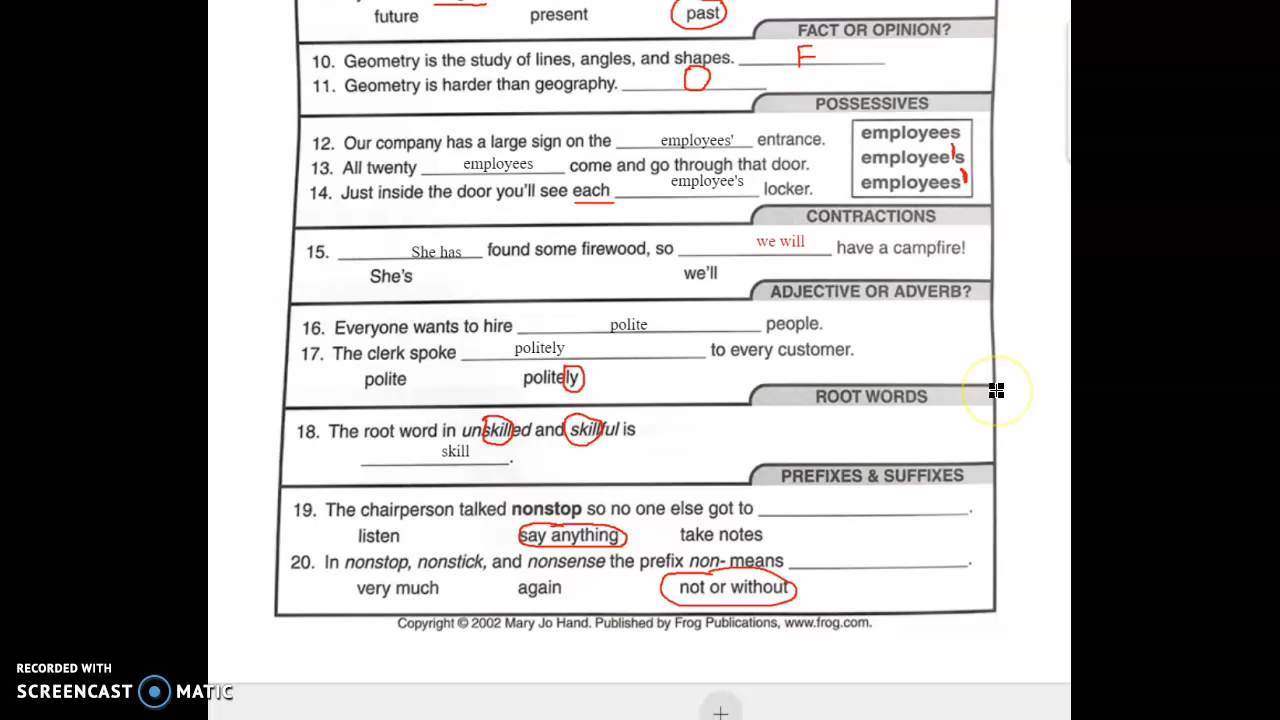 future present past
FACT OR OPINION?
10. Geometry is the study of lines, angles, and shapes. F
11. Geometry is harder than geography. O
POSSESSIVES
12. Our company has a large sign on the employees' entrance.
13. All twenty employees come and go through that door.
14. Just inside the door you'll see each employee's locker.
employees
employee's
employees'
CONTRACTIONS
15. She has found some firewood, so we will have a campfire!
She's we'll
ADJECTIVE OR ADVERB?
16. Everyone wants to hire polite people.
17. The clerk spoke politely to every customer.
polite politely
ROOT WORDS
18. The root word in unskilled and skillful is
skill.
PREFIXES & SUFFIXES
19. The chairperson talked nonstop so no one else got to ____.
listen say anything take notes
20. In nonstop, nonstick, and nonsense the prefix non- means ____.
very much again not or without
Copyright © 2002 Mary Jo Hand. Published by Frog Publications, www.frog.com.
RECORDED WITH
SCREENCAST MATIC